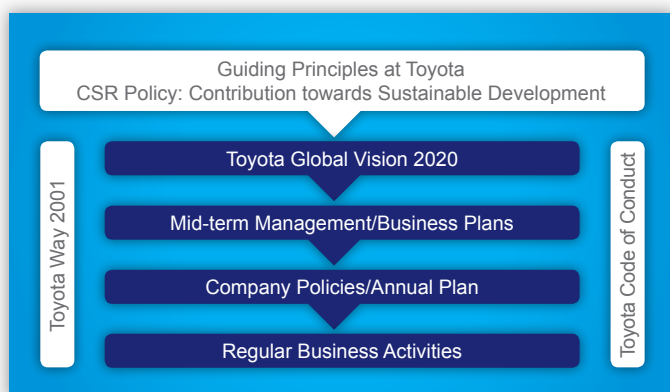 Guiding Principles at Toyota
CSR Policy: Contribution towards Sustainable Development
Toyota Way 2001
Toyota Global Vision 2020
Mid-term Management/Business Plans
Company Policies/Annual Plan
Regular Business Activities
Toyota Code of Conduct